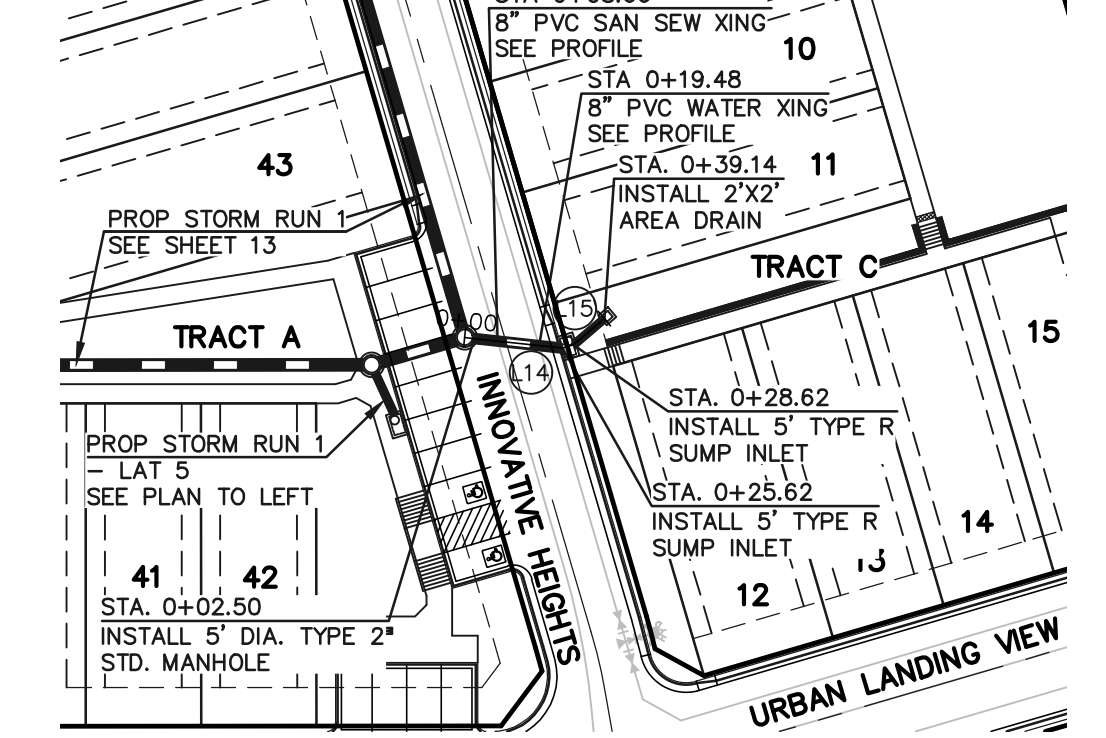 8" PVC SAN SEW XING
SEE PROFILE
10
STA 0+19.48
8" PVC WATER XING
SEE PROFILE
43
STA. 0+39.14
INSTALL 2'X2'
AREA DRAIN
11
PROP STORM RUN 1
SEE SHEET 13
TRACT C
TRACT A
0+00
L15
15
L14
STA. 0+28.62
INSTALL 5' TYPE R
SUMP INLET
PROP STORM RUN 1
- LAT 5
SEE PLAN TO LEFT
INNOVATIVE HEIGHTS
STA. 0+25.62
INSTALL 5' TYPE R
SUMP INLET
14
13
12
41
42
STA. 0+02.50
INSTALL 5' DIA. TYPE 2
STD. MANHOLE
URBAN LANDING VIEW